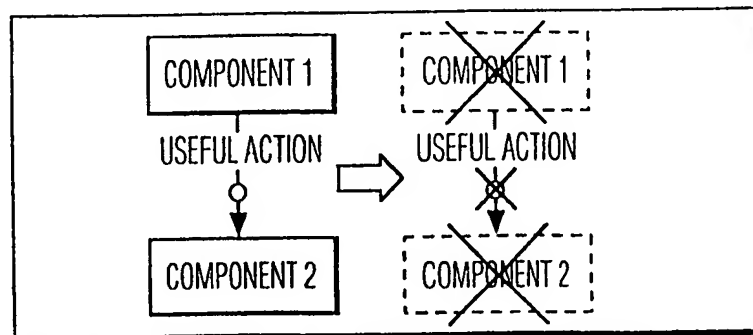 COMPONENT 1
USEFUL ACTION
COMPONENT 2
COMPONENT 1
USEFUL ACTION
COMPONENT 2